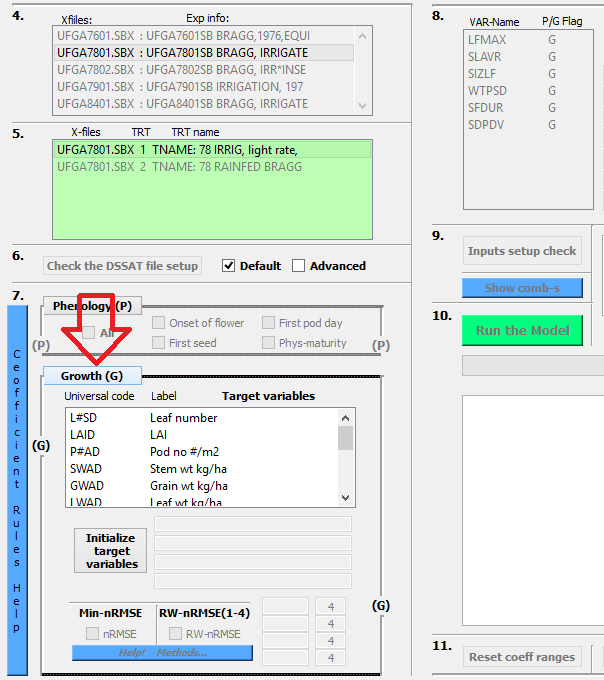 4.
Xfiles: Exp info:
UFGA7601.SBX : UFGA7601SB BRAGG,1976,EQUI
UFGA7801.SBX : UFGA7801SB BRAGG, IRRIGATE
UFGA7802.SBX : UFGA7802SB BRAGG, IRR*INSE
UFGA7901.SBX : UFGA7901SB IRRIGATION, 197
UFGA8401.SBX : UFGA8401SB BRAGG, IRRIGATE
5.
X-files TRT TRT name
UFGA7801.SBX 1 TNAME: 78 IRRIG, light rate,
UFGA7801.SBX 2 TNAME: 78 RAINFED BRAGG
6.
Check the DSSAT file setup Default Advanced
7.
Phenology (P)
All Onset of flower First pod day
(P) First seed Phys-maturity (P)
Ceofficient Rules Help
Growth (G)
Universal code Label Target variables
L#SD Leaf number
LAID LAI
P#AD Pod no #/m2
SWAD Stem wt kg/ha
GWAD Grain wt kg/ha
LWAD Leaf wt kg/ha
(G)
Initialize
target
variables
Min-nRMSE RW-nRMSE(1-4)
nRMSE RW-nRMSE
Help! Methods...
4
4
4
4
(G)
8.
VAR-Name P/G Flag
LFMAX G
SLAVR G
SIZLF G
WTPSD G
SFDUR G
SDPDV G
9.
Inputs setup check
Show comb-s
10.
Run the Model
11.
Reset coeff ranges